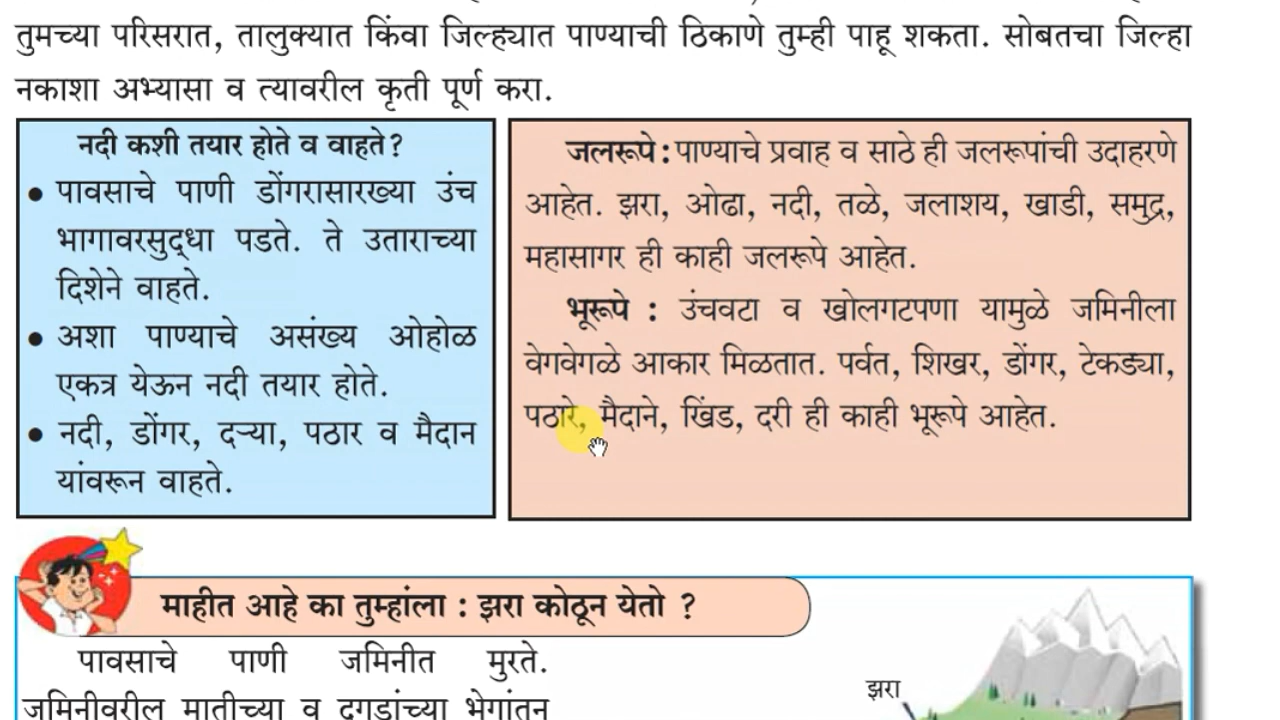 तुमच्या परिसरात, तालुक्यात किंवा जिल्ह्यात पाण्याची ठिकाणे तुम्ही पाहू शकता. सोबतचा जिल्हा
नकाशा अभ्यासा व त्यावरील कृती पूर्ण करा.
नदी कशी तयार होते व वाहते?
• पावसाचे पाणी डोंगरासारख्या उंच
भागावरसुद्धा पडते. ते उताराच्या
दिशेने वाहते.
• अशा पाण्याचे असंख्य ओहोळ
एकत्र येऊन नदी तयार होते.
• नदी, डोंगर, दऱ्या, पठार व मैदान
यांवरून वाहते.
जलरूपे : पाण्याचे प्रवाह व साठे ही जलरूपांची उदाहरणे
आहेत. झरा, ओढा, नदी, तळे, जलाशय, खाडी, समुद्र,
महासागर ही काही जलरूपे आहेत.
भूरूपे : उंचवटा व खोलगटपणा यामुळे जमिनीला
वेगवेगळे आकार मिळतात. पर्वत, शिखर, डोंगर, टेकड्या,
पठारे, मैदाने, खिंड, दरी ही काही भूरूपे आहेत.
माहीत आहे का तुम्हांला : झरा कोठून येतो ?
पावसाचे पाणी जमिनीत मुरते.
जमिनीवरील मातीच्या व दगडांच्या भेगांतून
झरा